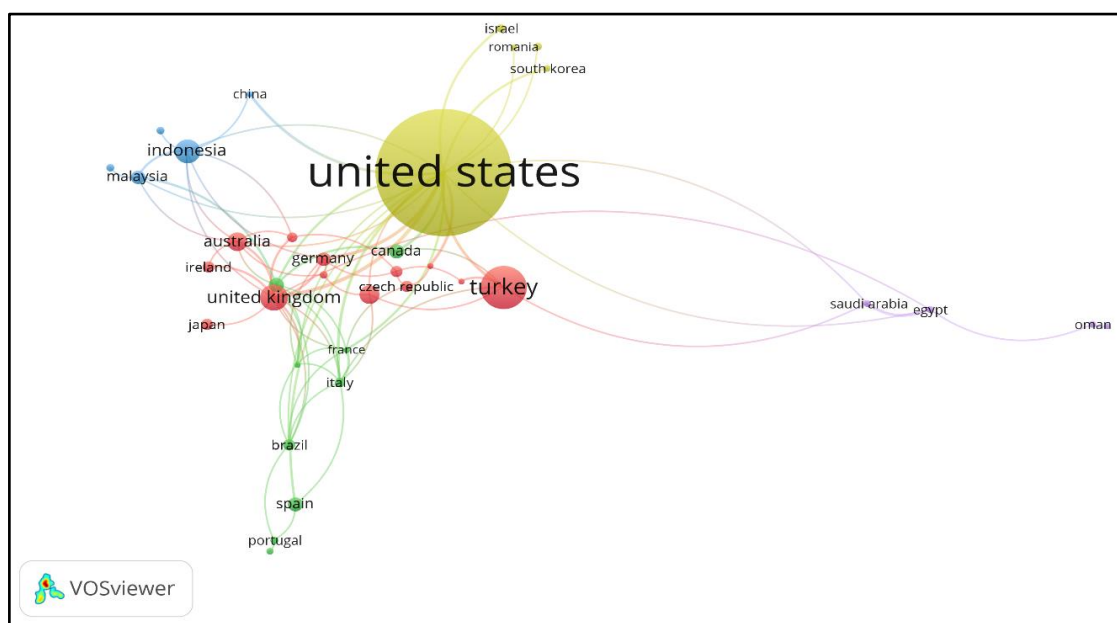 israel
romania
south korea
china
indonesia
malaysia
united states
australia
ireland
germany
canada
united kingdom
czech republic
turkey
japan
france
italy
brazil
spain
portugal
saudi arabia
egypt
oman
VOSviewer